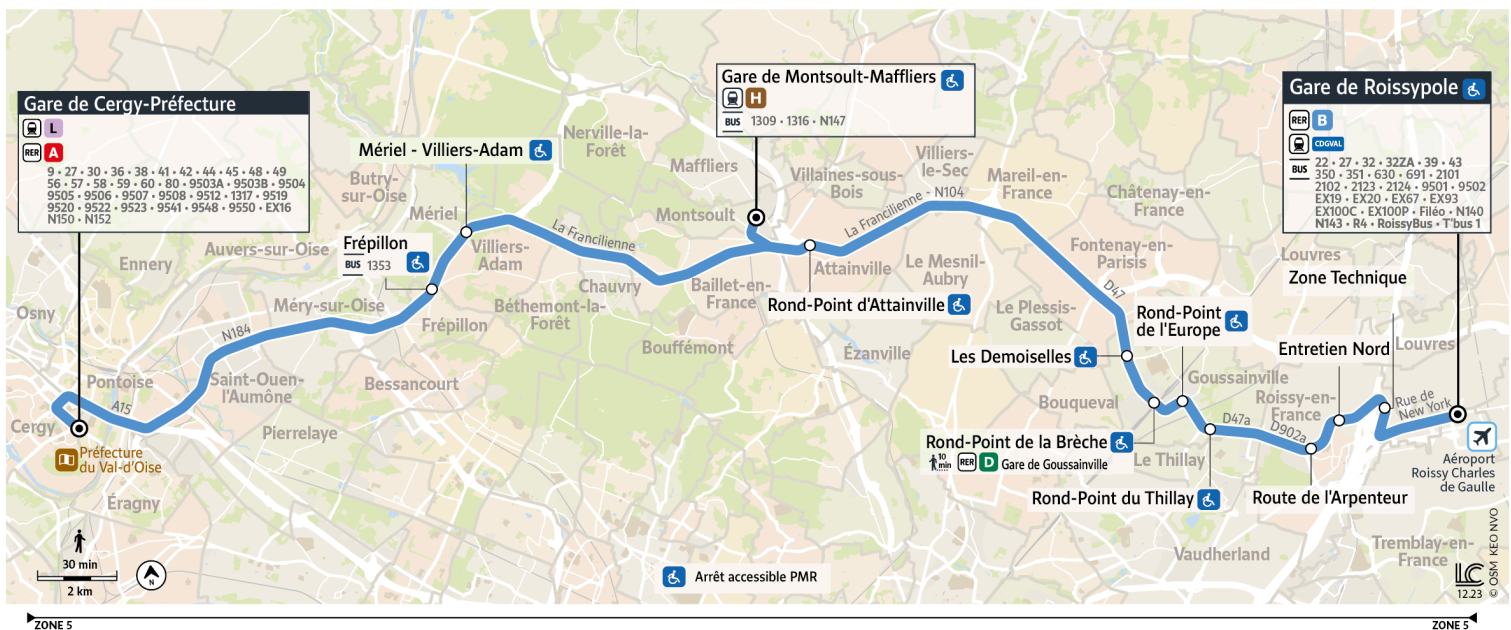 Gare de Cergy-Préfecture
L
RER A
9 • 27 • 30 • 36 • 38 • 41 • 42 • 44 • 45 • 48 • 49
56 • 57 • 58 • 59 • 60 • 80 • 9503A • 9503B • 9504
9505 • 9506 • 9507 • 9508 • 9512 • 1317 • 9519
9520 • 9522 • 9523 • 9541 • 9548 • 9550 • EX16
N150 • N152
Gare de Montsoult-Maffliers
H
BUS 1309 • 1316 • N147
Gare de Roissypole
RER B
CDGVAL
BUS
22 • 27 • 32 • 32ZA • 39 • 43
350 • 351 • 630 • 691 • 2101
2102 • 2123 • 2124 • 9501 • 9502
EX19 • EX20 • EX67 • EX93
EX100C • EX100P • Filéo • N140
N143 • R4 • RoissyBus • T'bus 1
Mériel - Villiers-Adam
Nerville-la-
Forêt
Maffliers
Villaines-sous-
Bois
Villiers-
le-Sec
Mareil-en-
France
Châtenay-en-
France
Butry-
sur-Oise
Mériel
Montsoult
La Francilienne - N104
La Francilienne
Auvers-sur-Oise
Ennery
Frépillon
BUS 1353
Villiers-
Adam
Chauvry
Baillet-en-
France
Attainville
Le Mesnil-
Aubry
Fontenay-en-
Parisis
Louvres
Zone Technique
Osny
Méry-sur-Oise
N184
Frépillon
Béthemont-la-
Forêt
Rond-Point d'Attainville
D47
Le Plessis-
Gassot
Rond-Point
de l'Europe
Bouffémont
Ézanville
Les Demoiselles
Entretien Nord
Louvres
Pontoise
A15
Saint-Ouen-
l'Aumône
Bessancourt
Goussainville
Bouqueval
Roissy-en-
France
Rue de
New York
Cergy
Pierrelaye
D47a
D902a
Rond-Point de la Brèche
10
min
RER D Gare de Goussainville
Le Thillay
Préfecture
du Val-d'Oise
Aéroport
Roissy Charles
de Gaulle
Éragny
Rond-Point du Thillay
Route de l'Arpenteur
Vaudherland
Tremblay-en-
France
30 min
2 km
N
Arrêt accessible PMR
LC
12.23
© OSM KEO NVO
ZONE 5
ZONE 5